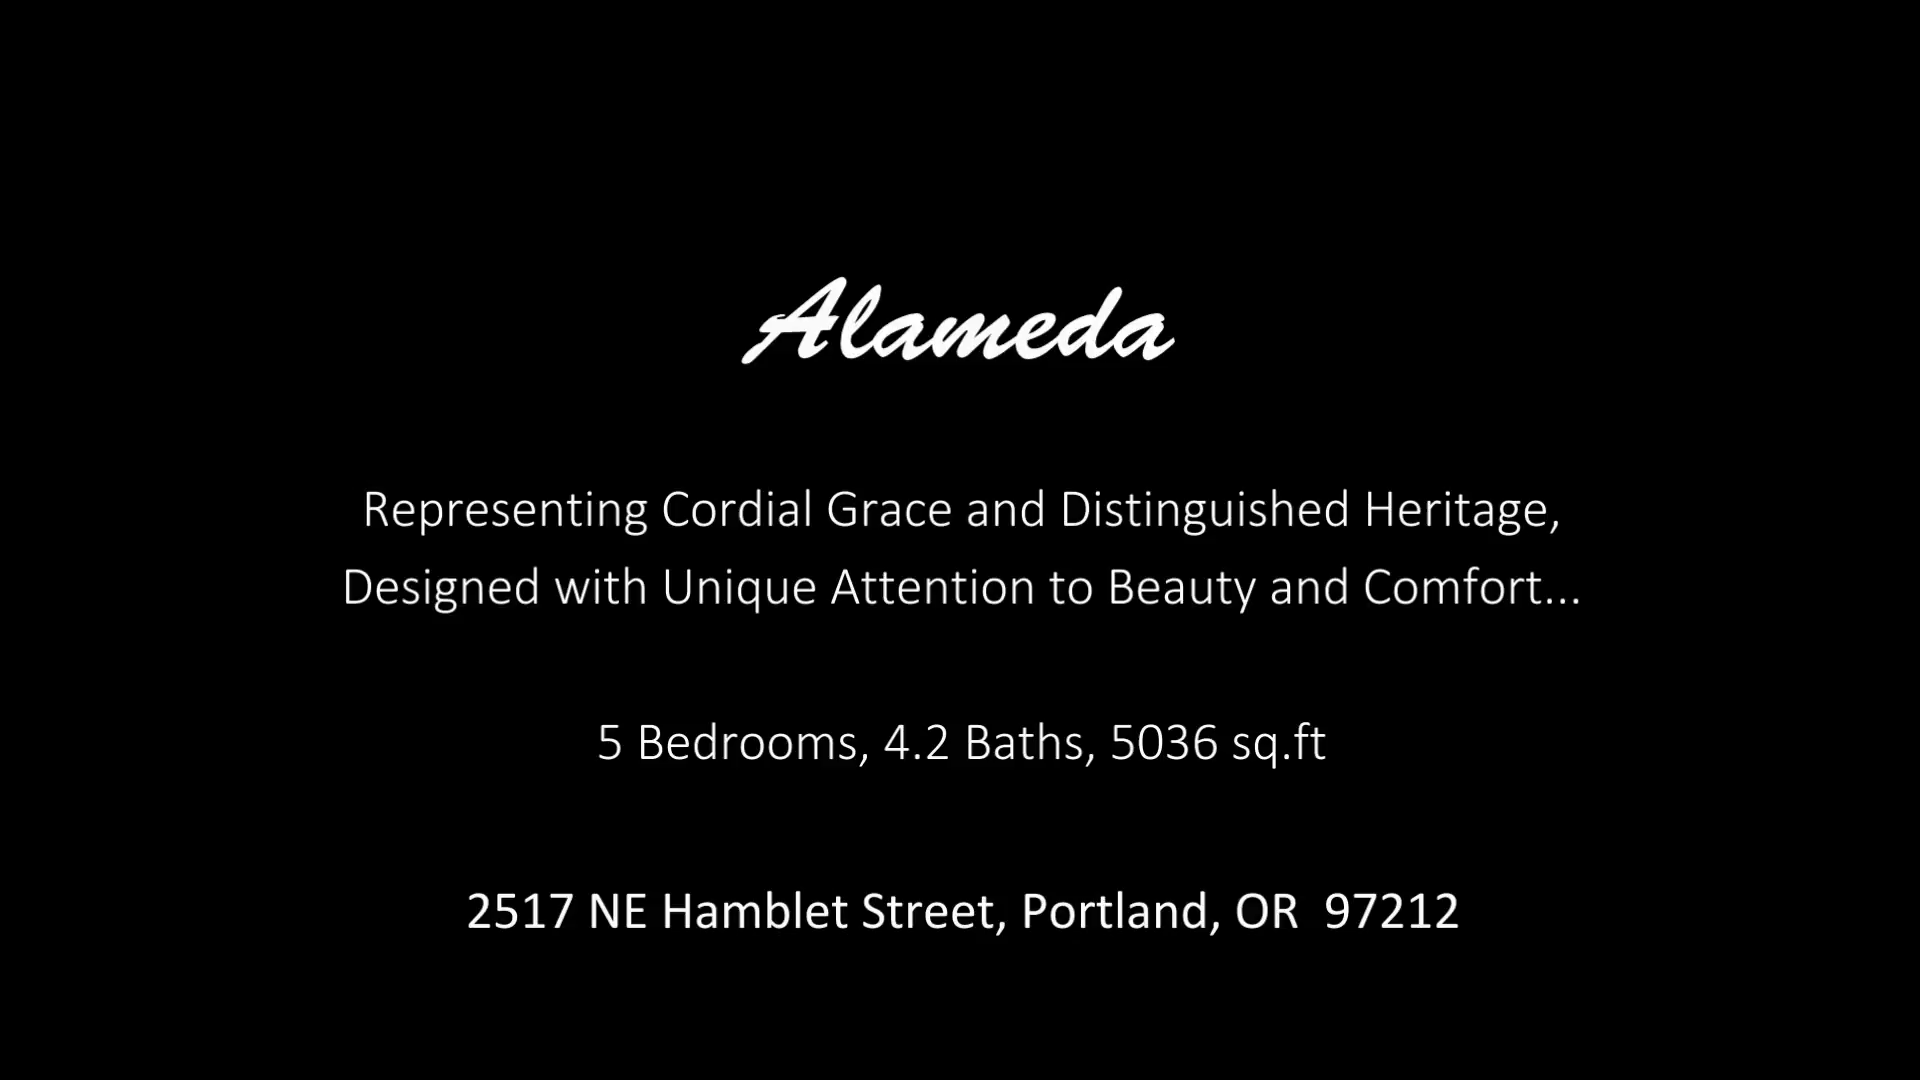 Alameda
Representing Cordial Grace and Distinguished Heritage,
Designed with Unique Attention to Beauty and Comfort...
5 Bedrooms, 4.2 Baths, 5036 sq.ft
2517 NE Hamblet Street, Portland, OR  97212